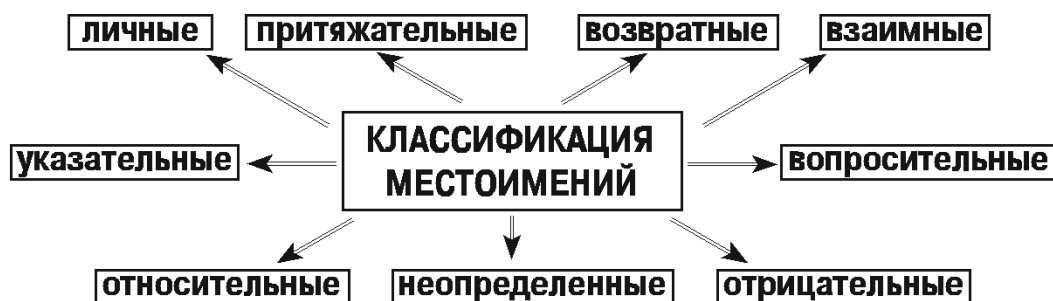 личные
притяжательные
возвратные
взаимные
КЛАССИФИКАЦИЯ
МЕСТОИМЕНИЙ
указательные
вопросительные
относительные
неопределенные
отрицательные